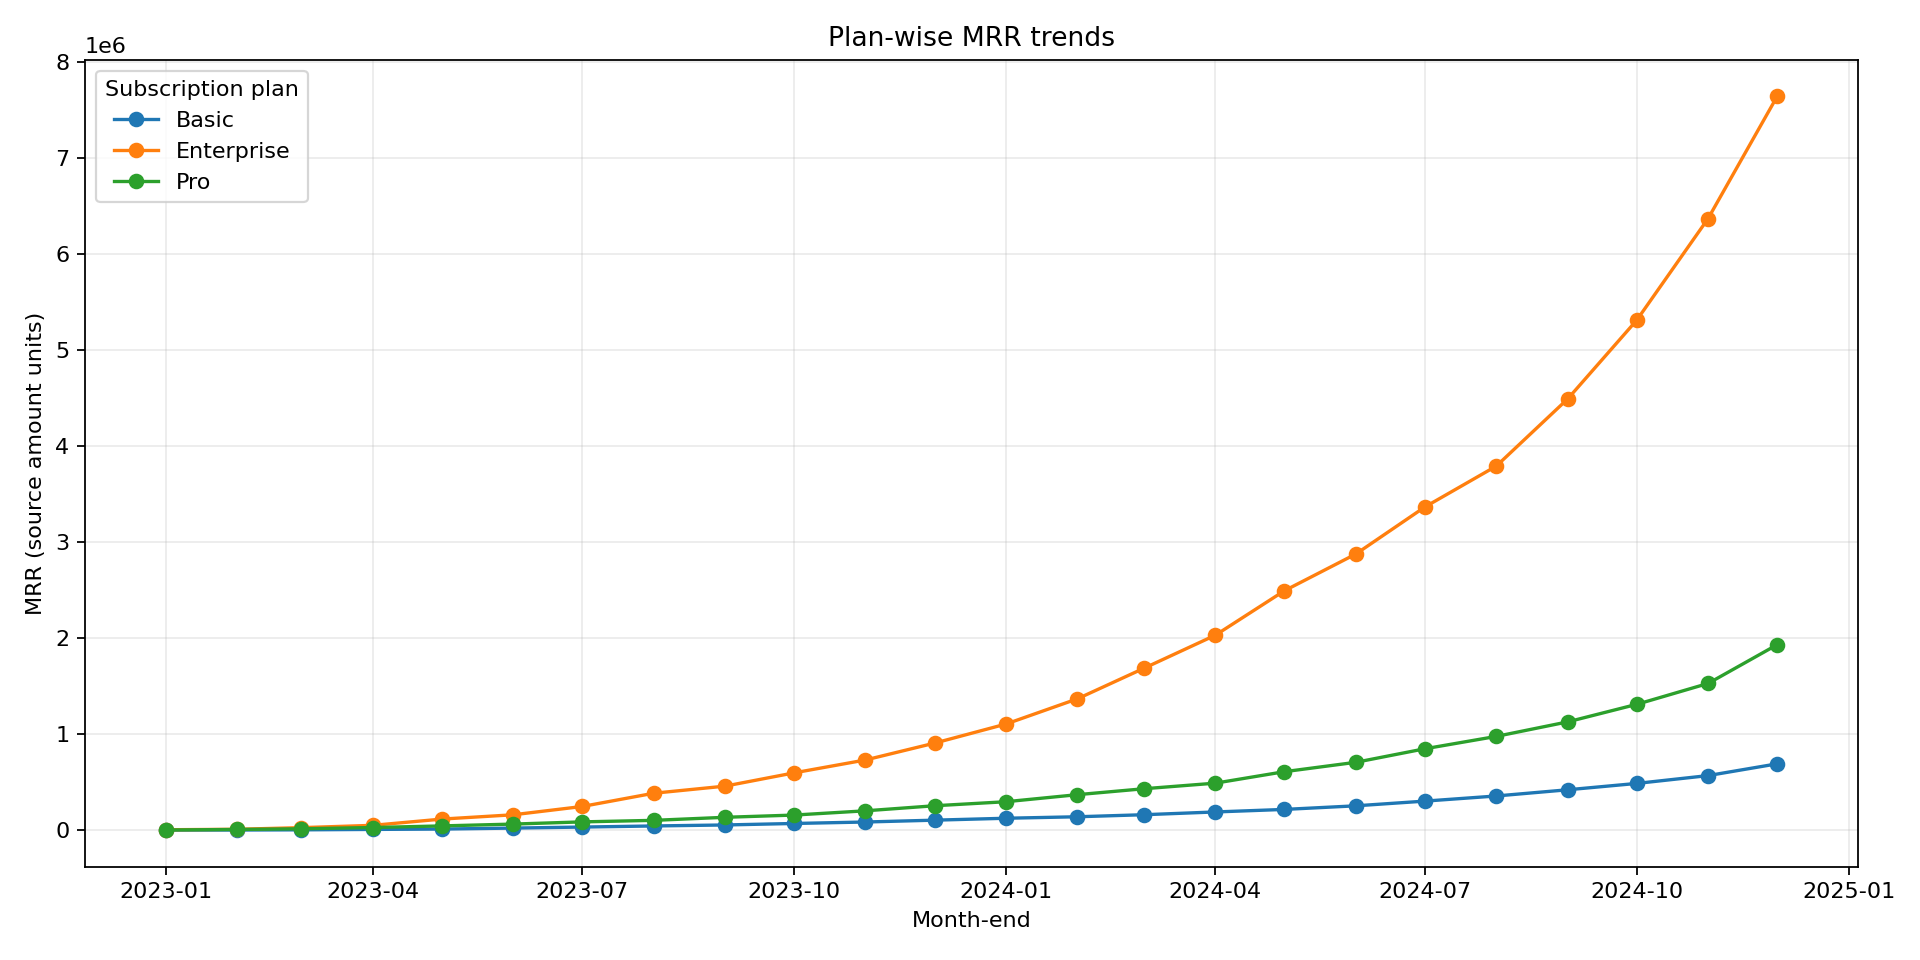 Plan-wise MRR trends
1e6
8
7
6
5
4
3
2
1
0
MRR (source amount units)
Subscription plan
Basic
Enterprise
Pro
2023-01 2023-04 2023-07 2023-10 2024-01 2024-04 2024-07 2024-10 2025-01
Month-end